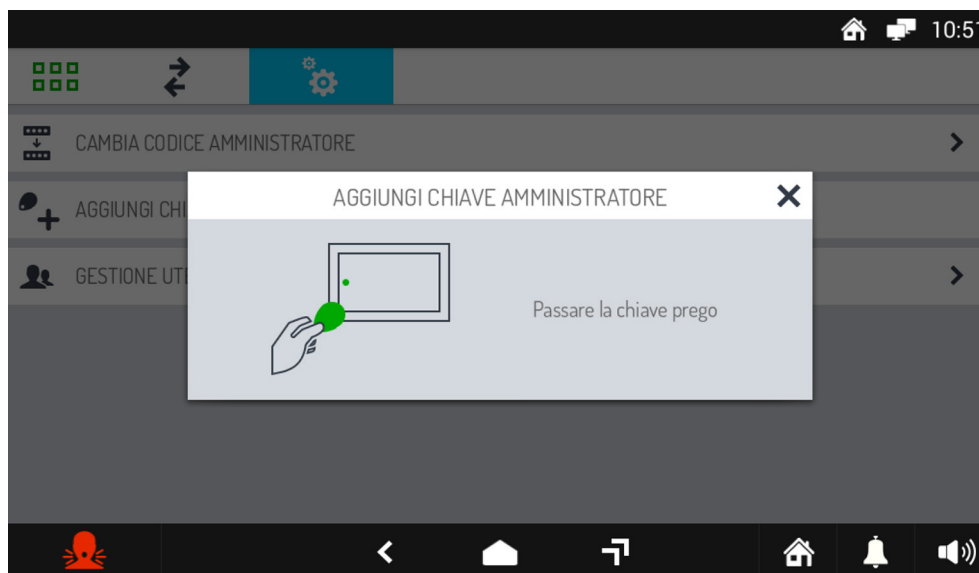 10:51
CAMBIA CODICE AMMINISTRATORE
AGGIUNGI CHI
GESTIONE UTE
AGGIUNGI CHIAVE AMMINISTRATORE
Passare la chiave prego